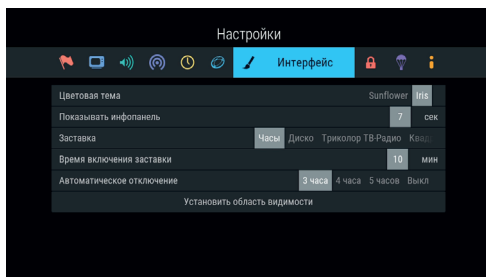 Настройки
Интерфейс
Цветовая тема Sunflower Iris
Показывать инфопанель 7 сек
Заставка Часы Диско Триколор ТВ-Радио Квад
Время включения заставки 10 мин
Автоматическое отключение 3 часа 4 часа 5 часов Выкл
Установить область видимости